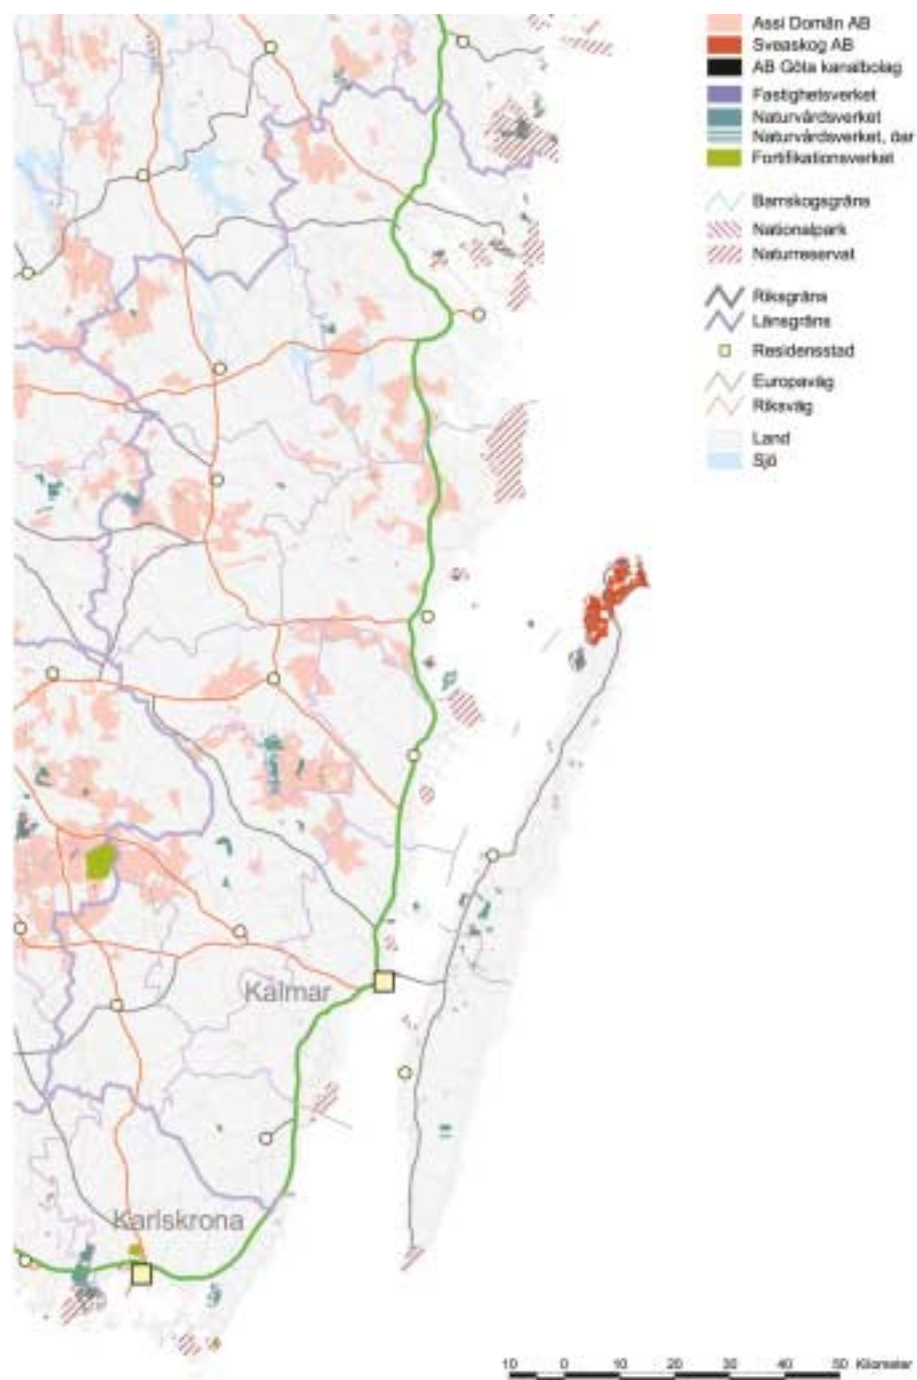 Assi Domän AB
Sveaskog AB
AB Göta kanalbolag
Fastighetsverket
Naturvårdsverket
Naturvårdsverket, dar
Fortifikationsverket
Barrskogsgräns
Nationalpark
Naturreservat
Riksgräns
Länsgräns
Residensstad
Europaväg
Riksväg
Land
Sjö
Kalmar
Karlskrona
10 0 10 20 30 40 50 Kilometer